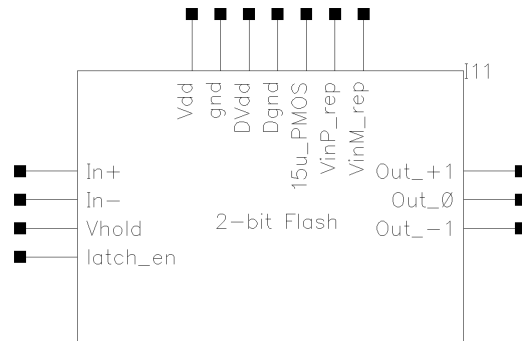 I11
Vdd
gnd
DVdd
Dgnd
15u_PMOS
VinP_rep
VinM_rep
In+
In-
Vhold
latch_en
2-bit Flash
Out_+1
Out_0
Out_-1